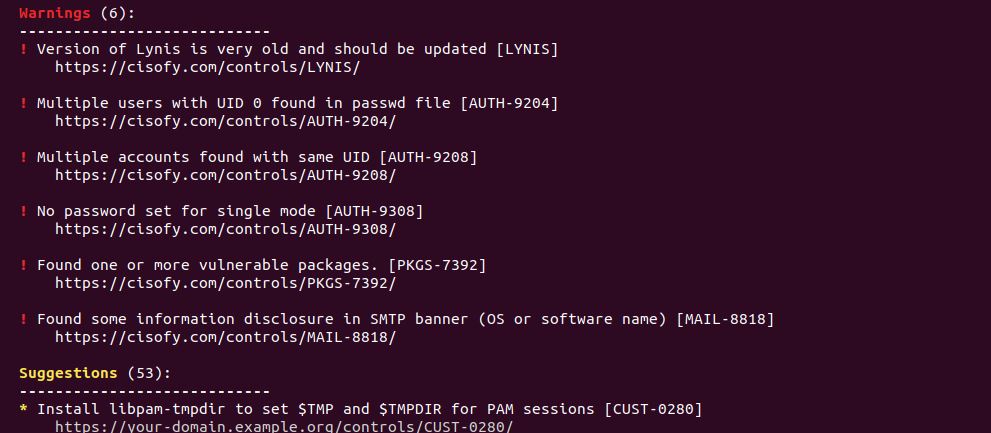 Warnings (6):
----------------------------
! Version of Lynis is very old and should be updated [LYNIS]
https://cisofy.com/controls/LYNIS/
! Multiple users with UID 0 found in passwd file [AUTH-9204]
https://cisofy.com/controls/AUTH-9204/
! Multiple accounts found with same UID [AUTH-9208]
https://cisofy.com/controls/AUTH-9208/
! No password set for single mode [AUTH-9308]
https://cisofy.com/controls/AUTH-9308/
! Found one or more vulnerable packages. [PKGS-7392]
https://cisofy.com/controls/PKGS-7392/
! Found some information disclosure in SMTP banner (OS or software name) [MAIL-8818]
https://cisofy.com/controls/MAIL-8818/
Suggestions (53):
----------------------------
* Install libpam-tmpdir to set $TMP and $TMPDIR for PAM sessions [CUST-0280]
https://your-domain.example.org/controls/CUST-0280/